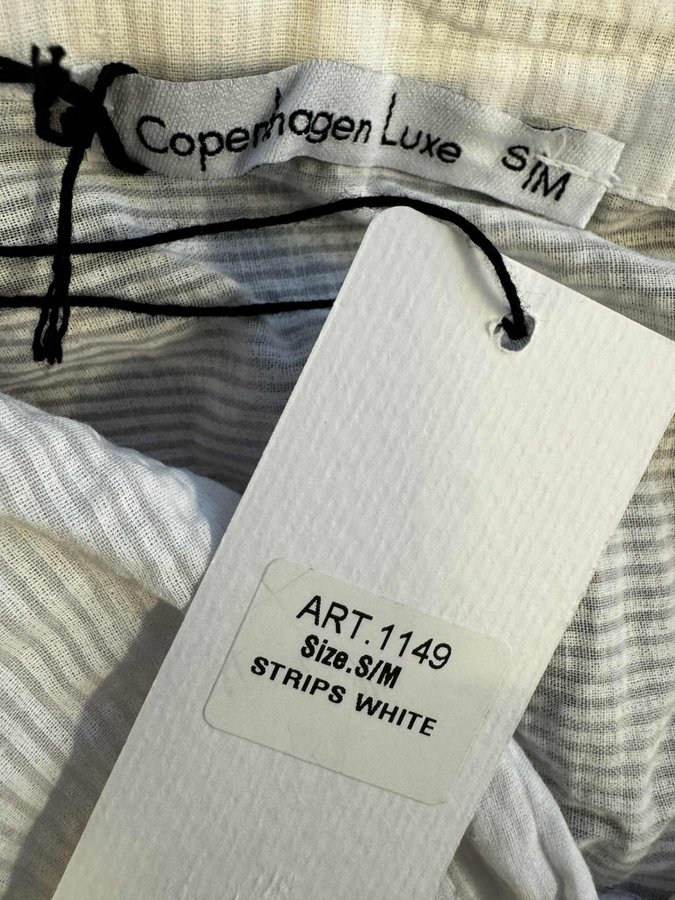 Copenhagen Luxe S/M
ART.1149
Size.S/M
STRIPS WHITE